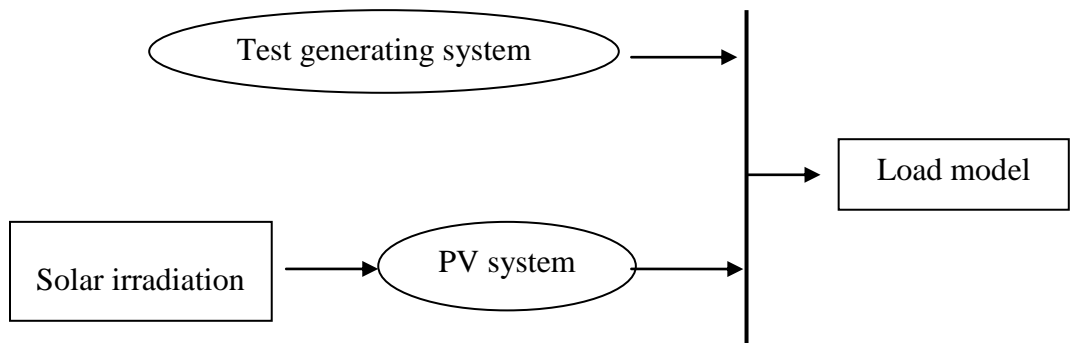 Test generating system
Load model
PV system
Solar irradiation